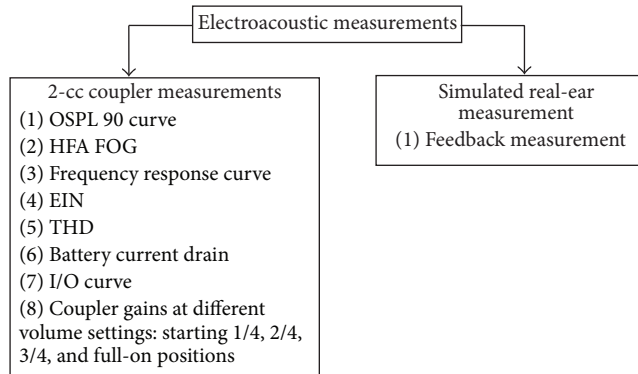 Electroacoustic measurements
2-cc coupler measurements
(1) OSPL 90 curve
(2) HFA FOG
(3) Frequency response curve
(4) EIN
(5) THD
(6) Battery current drain
(7) I/O curve
(8) Coupler gains at different
volume settings: starting 1/4, 2/4,
3/4, and full-on positions
Simulated real-ear
measurement
(1) Feedback measurement